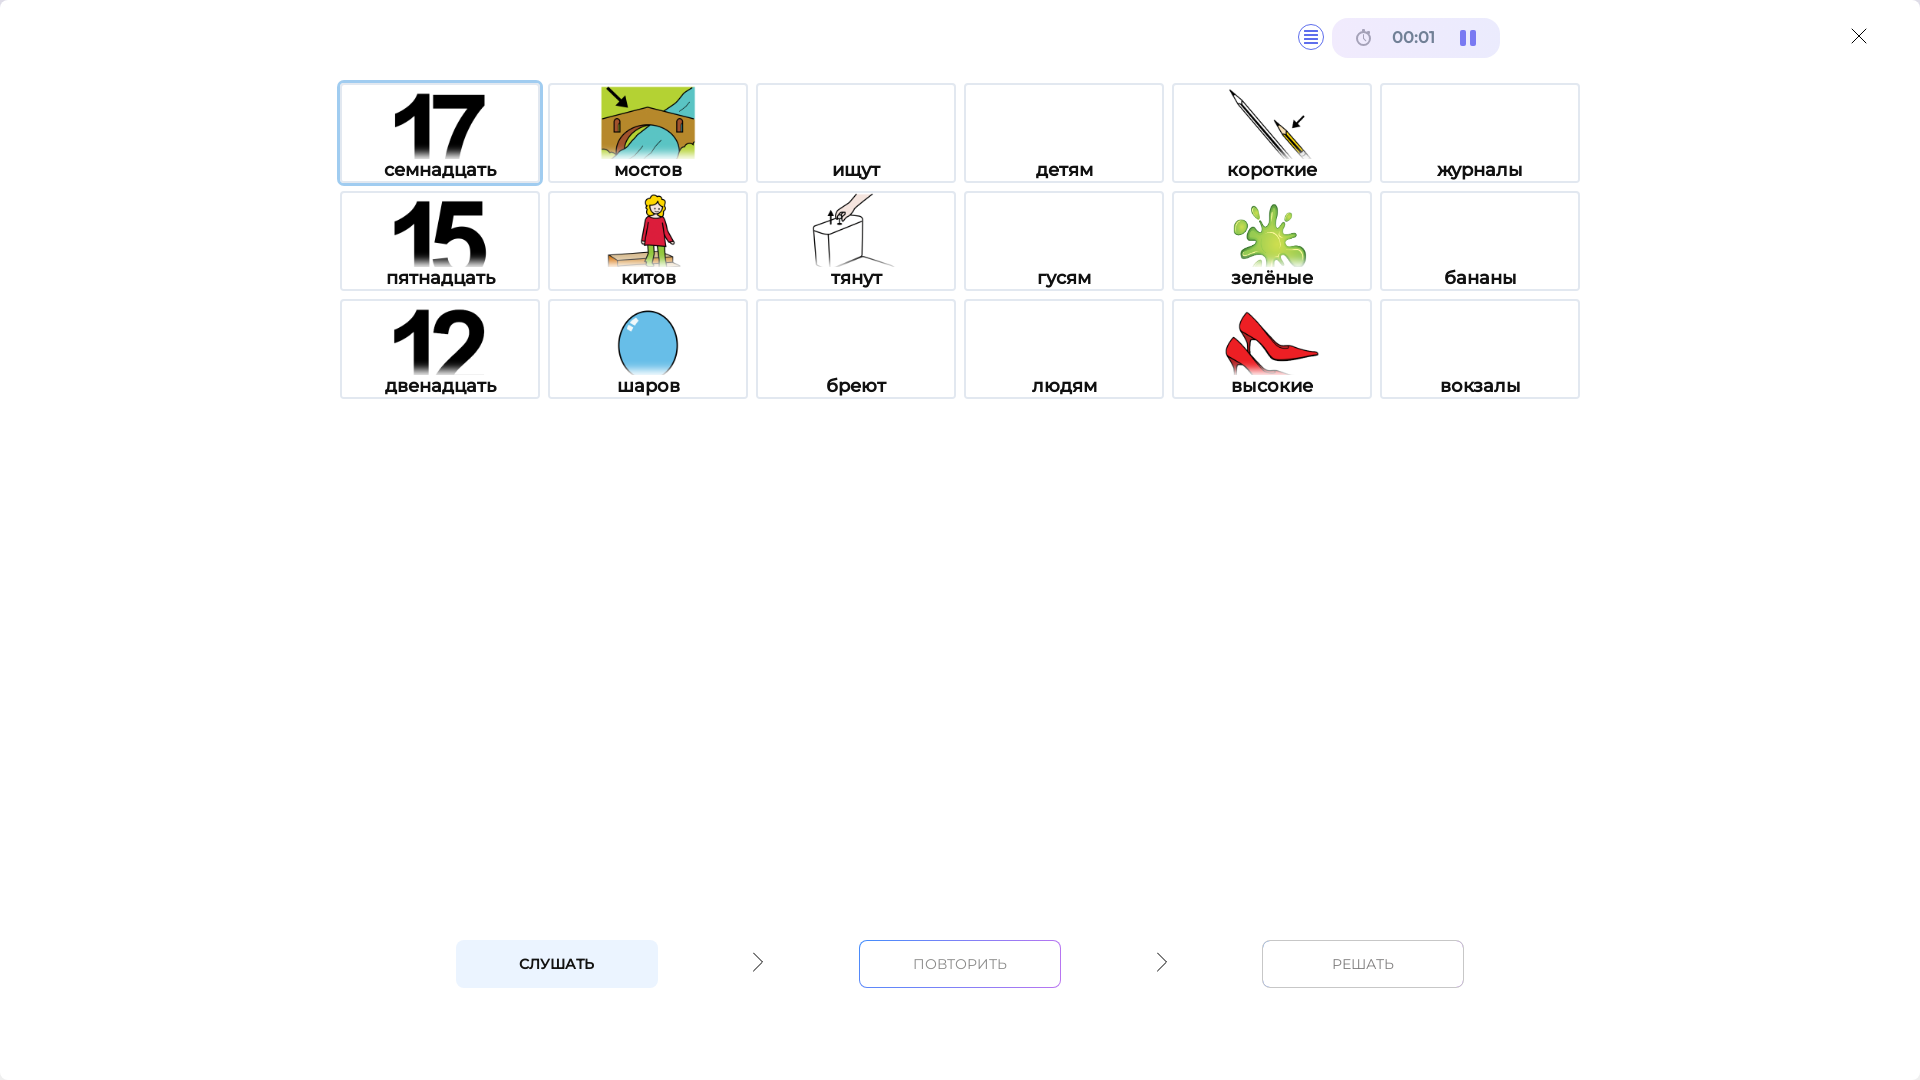 00:01
17 семнадцать
мостов
ищут
детям
короткие
журналы
15 пятнадцать
китов
тянут
гусям
зелёные
бананы
12 двенадцать
шаров
бреют
людям
высокие
вокзалы
СЛУШАТЬ
ПОВТОРИТЬ
РЕШАТЬ